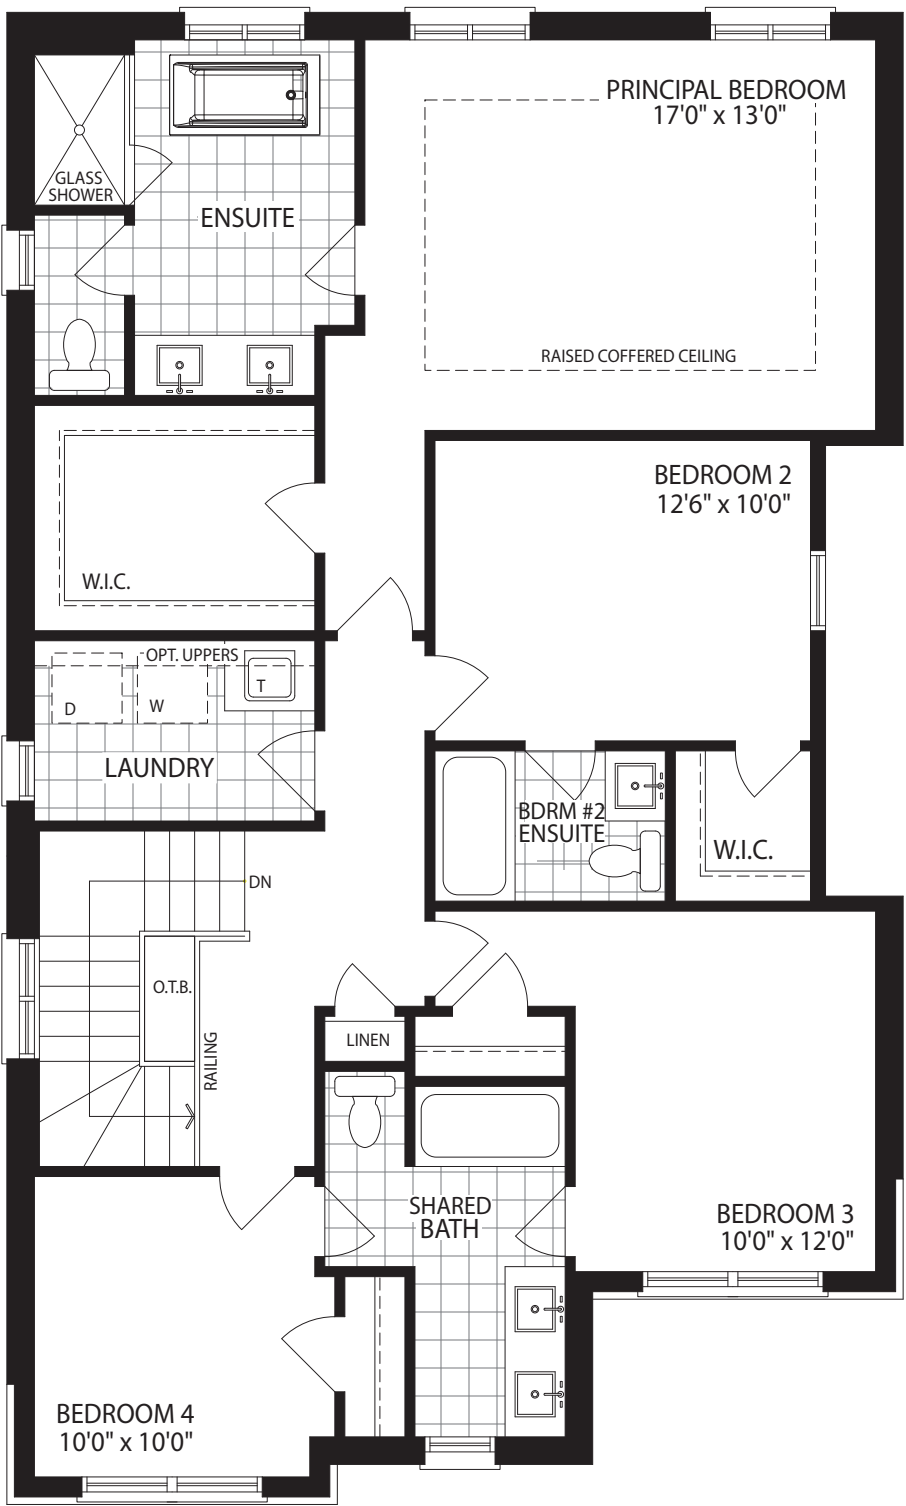 PRINCIPAL BEDROOM
17'0" x 13'0"
GLASS
SHOWER
ENSUITE
RAISED COFFERED CEILING
BEDROOM 2
12'6" x 10'0"
W.I.C.
OPT. UPPERS
D
W
T
LAUNDRY
BDRM #2
ENSUITE
W.I.C.
DN
O.T.B.
RAILING
LINEN
SHARED
BATH
BEDROOM 3
10'0" x 12'0"
BEDROOM 4
10'0" x 10'0"